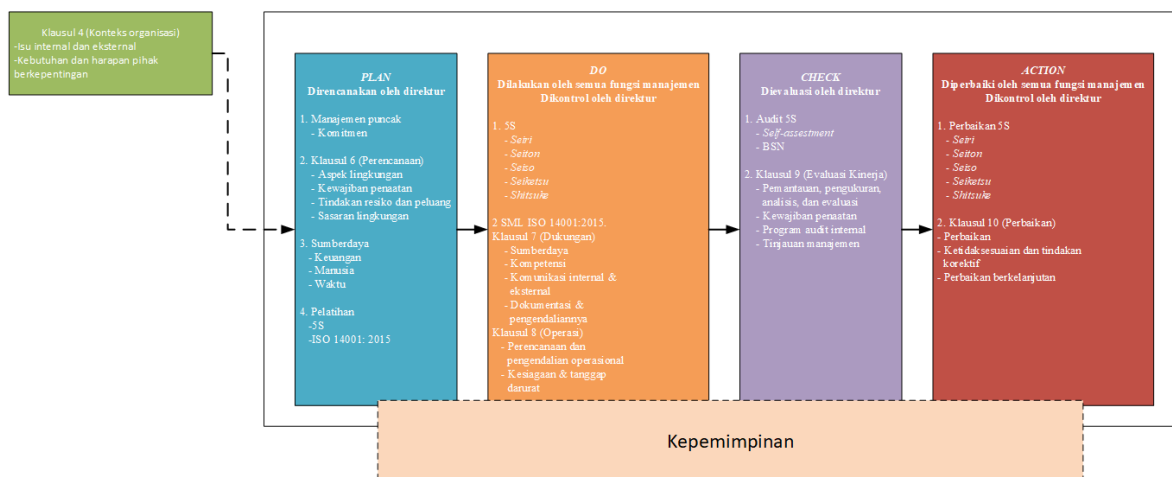 Klausul 4 (Konteks organisasi)
-Isu internal dan eksternal
-Kebutuhan dan harapan pihak
berkepentingan
PLAN
Direncanakan oleh direktur
1. Manajemen puncak
- Komitmen
2. Klausul 6 (Perencanaan)
- Aspek lingkungan
- Kewajiban penaatan
- Tindakan resiko dan peluang
- Sasaran lingkungan
3. Sumberdaya
- Keuangan
- Manusia
- Waktu
4. Pelatihan
-5S
-ISO 14001: 2015
DO
Dilakukan oleh semua fungsi manajemen
Dikontrol oleh direktur
1. 5S
- Seiri
- Seiton
- Seiso
- Seiketsu
- Shitsuke
2 SML ISO 14001:2015.
Klausul 7 (Dukungan)
- Sumberdaya
- Kompetensi
- Komunikasi internal &
eksternal
- Dokumentasi &
pengendaliannya
Klausul 8 (Operasi)
- Perencanaan dan
pengendalian operasional
- Kesiagaan & tanggap
darurat
CHECK
Dievaluasi oleh direktur
1. Audit 5S
- Self-assestment
- BSN
2. Klausul 9 (Evaluasi Kinerja)
- Pemantauan, pengukuran,
analisis, dan evaluasi
- Kewajiban penaatan
- Program audit internal
- Tinjauan manajemen
ACTION
Diperbaiki oleh semua fungsi manajemen
Dikontrol oleh direktur
1. Perbaikan 5S
- Seiri
- Seiton
- Seiso
- Seiketsu
- Shitsuke
2. Klausul 10 (Perbaikan)
- Perbaikan
- Ketidaksesuaian dan tindakan
korektif
- Perbaikan berkelanjutan
Kepemimpinan